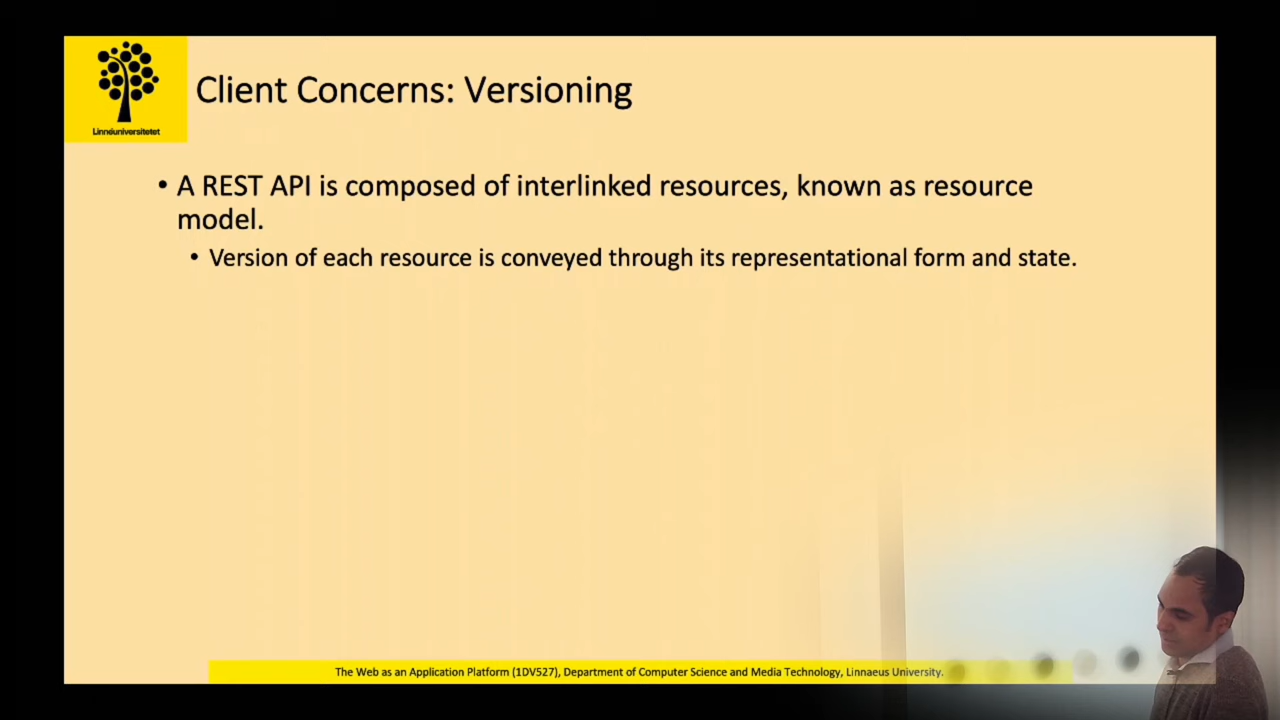 Linnéuniversitetet
Client Concerns: Versioning
• A REST API is composed of interlinked resources, known as resource
model.
• Version of each resource is conveyed through its representational form and state.
The Web as an Application Platform (1DV527), Department of Computer Science and Media Technology, Linnaeus University.